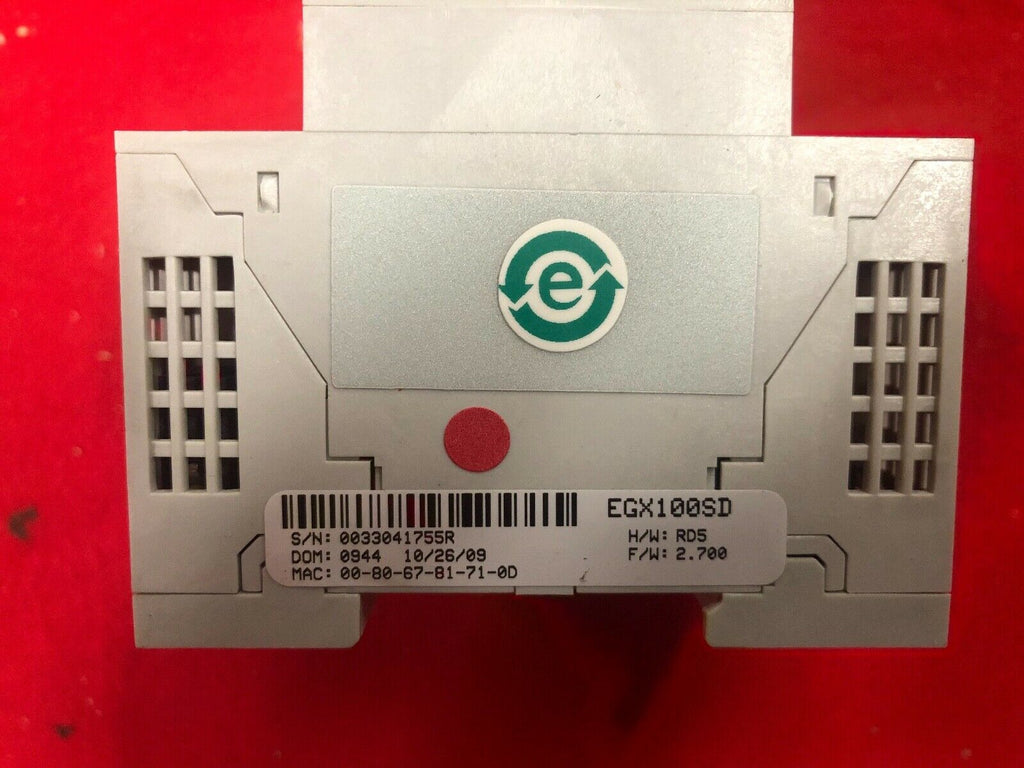 e
EGX100SD
S/N: 0033041755R
H/W: RD5
DOM: 0944 10/26/09
F/W: 2.700
MAC: 00-80-67-81-71-0D